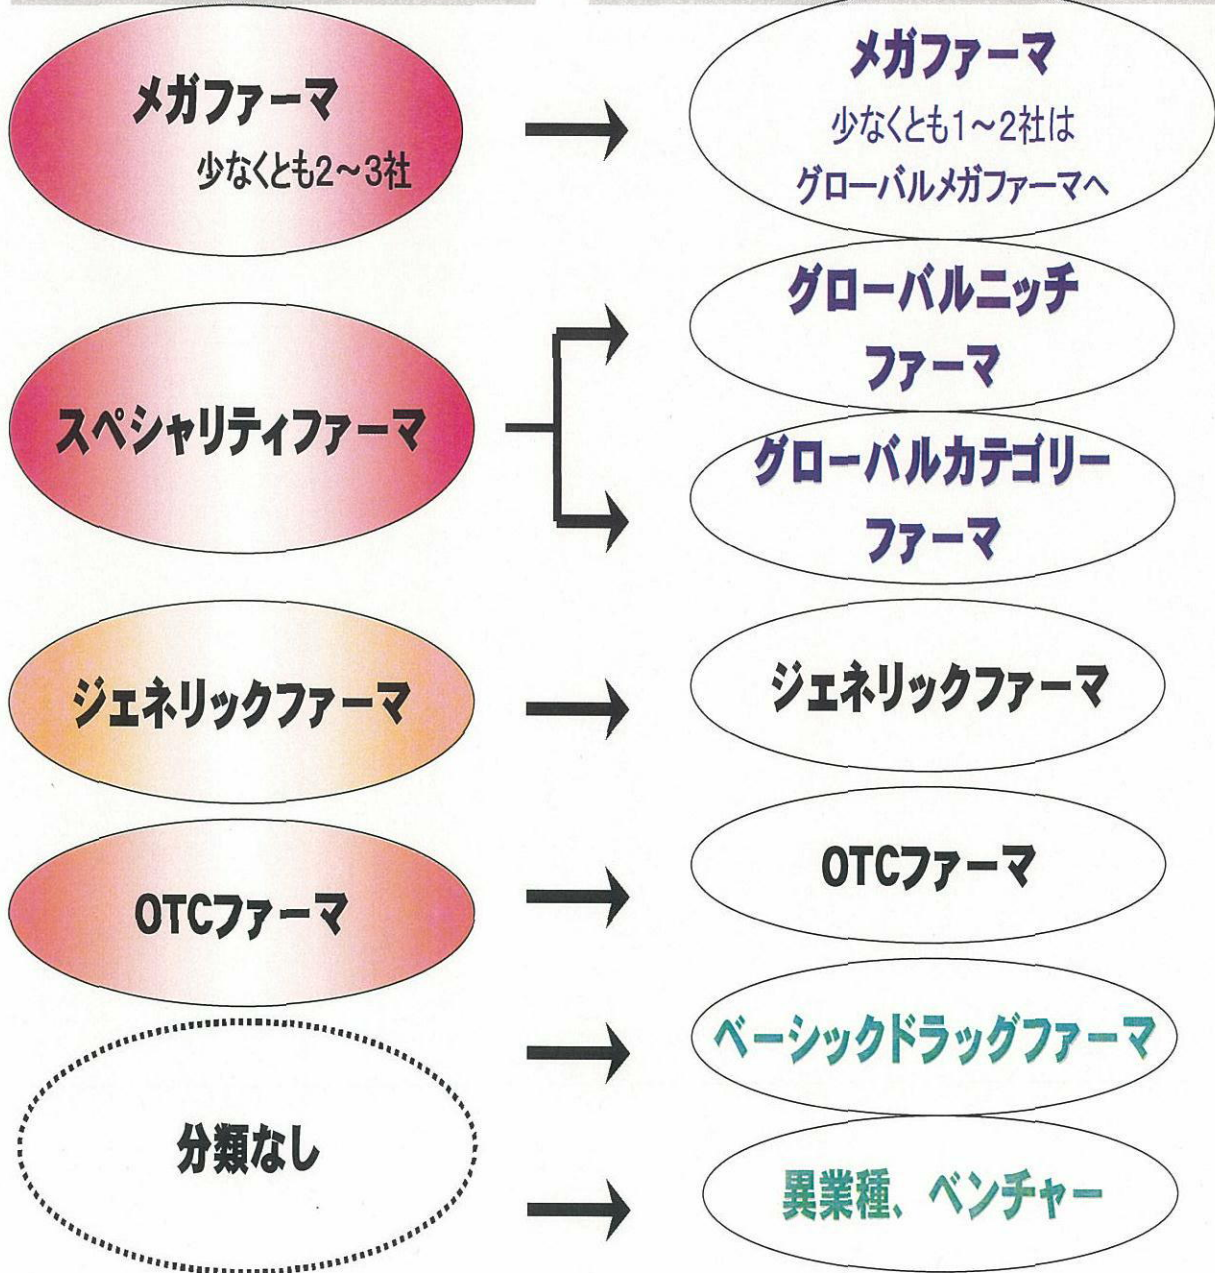 メガファーマ
少なくとも2~3社
メガファーマ
少なくとも1~2社は
グローバルメガファーマへ
スペシャリティファーマ
グローバルニッチ
ファーマ
グローバルカテゴリー
ファーマ
ジェネリックファーマ
ジェネリックファーマ
OTCファーマ
OTCファーマ
分類なし
ベーシックドラッグファーマ
異業種、ベンチャー